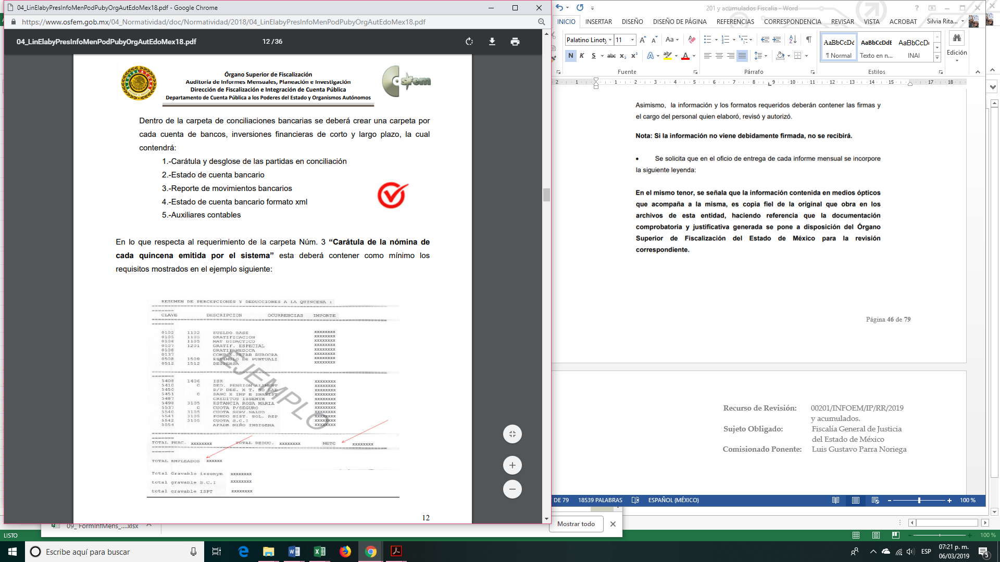 04_LinElabyPresInfoMenPodPubyOrgAutEdoMex18.pdf - Google Chrome
https://www.osfem.gob.mx/04_Normatividad/doc/Normatividad/2018/04_LinElabyPresInfoMenPodPubyOrgAutEdoMex18.pdf
04_LinElabyPresInfoMenPodPubyOrgAutEdoMex18.pdf
12 / 36
Órgano Superior de Fiscalización
Auditoría de Informes Mensuales, Planeación e Investigación
Dirección de Fiscalización e Integración de Cuenta Pública
Departamento de Cuenta Pública a los Poderes del Estado y Organismos Autónomos
osfem
Dentro de la carpeta de conciliaciones bancarias se deberá crear una carpeta por
cada cuenta de bancos, inversiones financieras de corto y largo plazo, la cual
contendrá:
1.-Carátula y desglose de las partidas en conciliación
2.-Estado de cuenta bancario
3.-Reporte de movimientos bancarios
4.-Estado de cuenta bancario formato xml
5.-Auxiliares contables
En lo que respecta al requerimiento de la carpeta Núm. 3 “Carátula de la nómina de
cada quincena emitida por el sistema” esta deberá contener como mínimo los
requisitos mostrados en el ejemplo siguiente:
RESUMEN DE PERCEPCIONES Y DEDUCCIONES A LA QUINCENA :
CLAVE DESCRIPCION OCURRENCIAS IMPORTE
0102 1102 SUELDO BASE xxxxxxxx
0105 1105 GRATIFICACION xxxxxxxx
0106 1105 MAT DIDACTICO xxxxxxxx
0107 1201 GRATIF. ESPECIAL xxxxxxxx
0108 GRATIF MEDICA xxxxxxxx
0137 COMP.X.RETAB BUROCRA xxxxxxxx
0508 1508 ESTIMULO DE PUNTUALI xxxxxxxx
0512 1512 DESPENSA xxxxxxxx
5408 1406 ISR xxxxxxxx
5410 0 DED. PENSION ALIMENT xxxxxxxx
5450 D/P DES. X T. NO LAB xxxxxxxx
5451 0 SANC X IMP E INASIST xxxxxxxx
5487 CREDITOS ISSEMYM xxxxxxxx
5498 3105 ESTANCIA ROSA MARIA xxxxxxxx
5537 0 CUOTA P/SEGURO xxxxxxxx
5540 3105 CUOTA SERV.SALUD xxxxxxxx
5541 3105 FONDO SIST. SOL. REP xxxxxxxx
5542 3105 CUOTA S.C.I xxxxxxxx
5554 APADR NIÑO INDIGENA xxxxxxxx
EJEMPLO
TOTAL PERC. xxxxxxxx TOTAL DEDUC. xxxxxxxx NETO xxxxxxxx
TOTAL EMPLEADOS xxxxxx
Total Gravable issemym xxxxxxxx
total gravable S.C.I xxxxxxxx
total gravable ISPT xxxxxxxx
12
201 y acumulados Fiscalia - Word
INICIO INSERTAR DISEÑO DISEÑO DE PÁGINA REFERENCIAS CORRESPONDENCIA REVISAR VISTA ACROBAT Silvia Rita...
Palatino Linoty 11
AaBbCcDc AaBbCcDdE AaBbCcDc
¶ Normal Texto en n... INAI
Edición
Fuente Párrafo Estilos
2 1 1 2 3 4 5 6 7 8 9 10 11 12 13 14 15 17 18
Asimismo, la información y los formatos requeridos deberán contener las firmas y
el cargo del personal quien elaboró, revisó y autorizó.
Nota: Si la información no viene debidamente firmada, no se recibirá.
• Se solicita que en el oficio de entrega de cada informe mensual se incorpore
la siguiente leyenda:
En el mismo tenor, se señala que la información contenida en medios ópticos
que acompaña a la misma, es copia fiel de la original que obra en los
archivos de esta entidad, haciendo referencia que la documentación
comprobatoria y justificativa generada se pone a disposición del Órgano
Superior de Fiscalización del Estado de México para la revisión
correspondiente.
Página 46 de 79
Recurso de Revisión: 00201/INFOEM/IP/RR/2019
y acumulados.
Sujeto Obligado: Fiscalía General de Justicia
del Estado de México
Comisionado Ponente: Luis Gustavo Parra Noriega
DE 79 18539 PALABRAS ESPAÑOL (MÉXICO) 100 %
09_ FormInfMens_....xlsx
Mostrar todo
LISTO
100 %
Escribe aquí para buscar
ESP
07:21 p. m.
06/03/2019
5